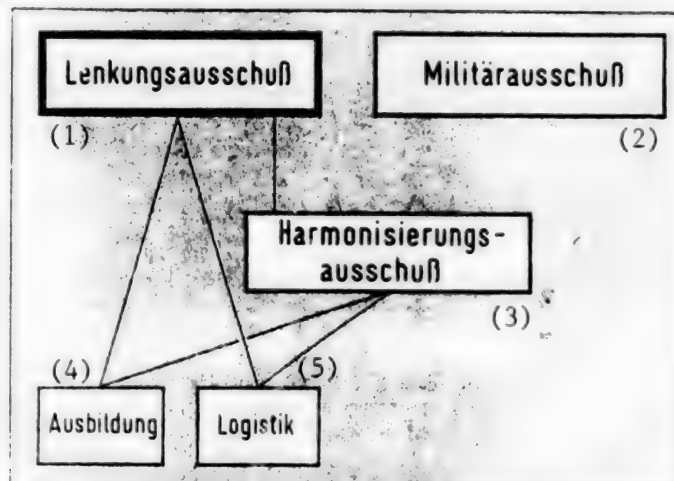 Lenkungsausschuß
Militärausschuß
(1)
(2)
Harmonisierungs-
ausschuß
(3)
(4)
(5)
Ausbildung
Logistik